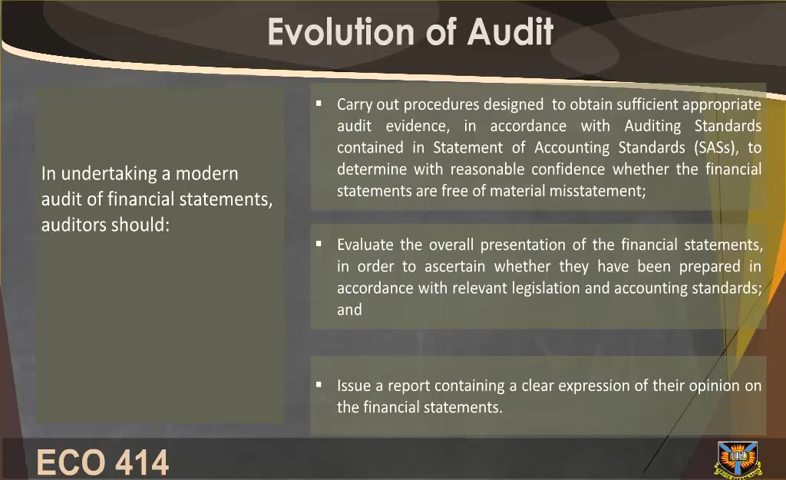 Evolution of Audit
In undertaking a modern
audit of financial statements,
auditors should:
▪ Carry out procedures designed to obtain sufficient appropriate
audit evidence, in accordance with Auditing Standards
contained in Statement of Accounting Standards (SASs), to
determine with reasonable confidence whether the financial
statements are free of material misstatement;
▪ Evaluate the overall presentation of the financial statements,
in order to ascertain whether they have been prepared in
accordance with relevant legislation and accounting standards;
and
▪ Issue a report containing a clear expression of their opinion on
the financial statements.
ECO 414